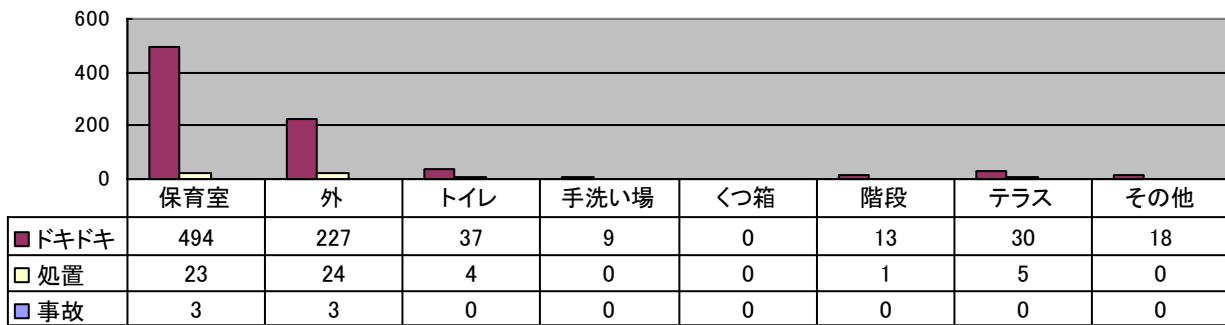 600
400
200
0
保育室 外 トイレ 手洗い場 くつ箱 階段 テラス その他
ドキドキ 494 227 37 9 0 13 30 18
処置 23 24 4 0 0 1 5 0
事故 3 3 0 0 0 0 0 0